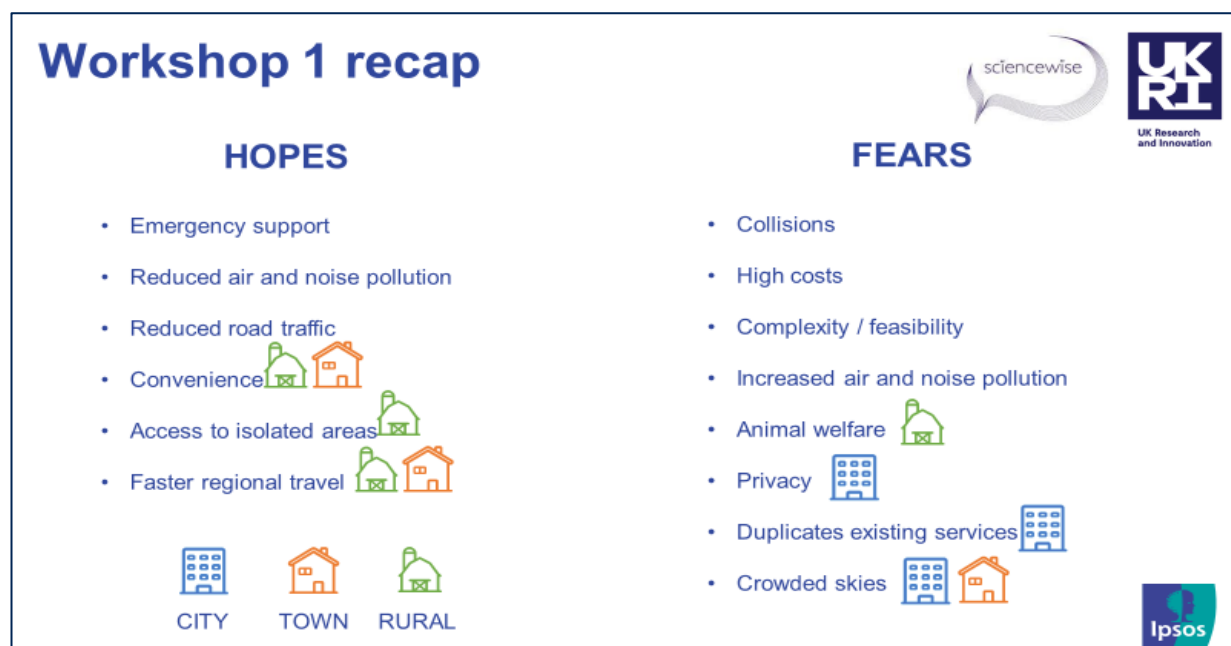 Workshop 1 recap
sciencewise
UK
RI
UK Research
and Innovation
HOPES
• Emergency support
• Reduced air and noise pollution
• Reduced road traffic
• Convenience
• Access to isolated areas
• Faster regional travel
CITY
TOWN
RURAL
FEARS
• Collisions
• High costs
• Complexity / feasibility
• Increased air and noise pollution
• Animal welfare
• Privacy
• Duplicates existing services
• Crowded skies
Ipsos